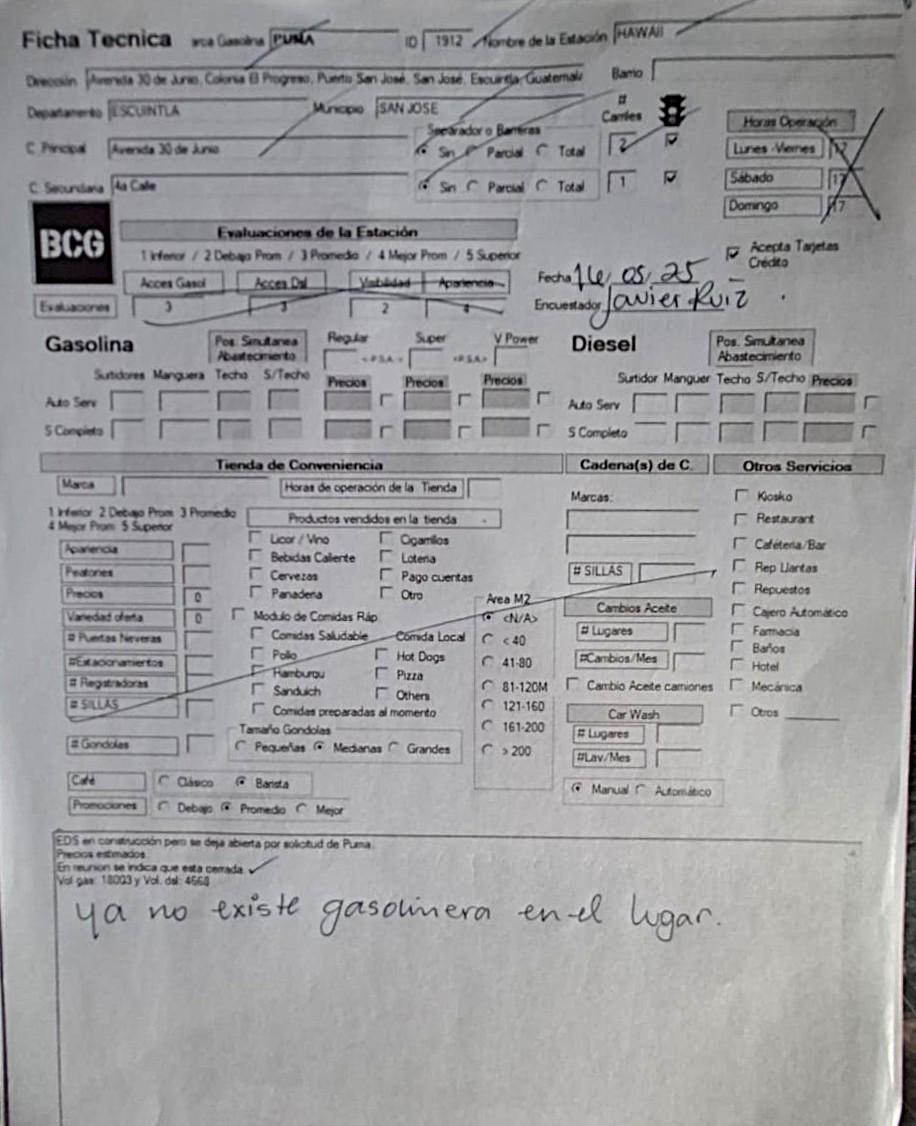 Ficha Tecnica arca Gasolina PUMA ID 1912 Nombre de la Estación HAWAII
Dirección Avenida 30 de Junio, Colonia El Progreso, Puerto San José, San José, Escuintla, Guatemala Barrio
Departamento ESCUINTLA Municipio SAN JOSE # Carriles
Separador o Barreras Horas Operación
C. Principal Avenida 30 de Junio Sin Parcial Total 2 Lunes -Viernes 17
C. Secundaria 4a Calle Sin Parcial Total 1 Sábado 17
Domingo 17
BCG Evaluaciones de la Estación
1 Inferior / 2 Debajo Prom / 3 Promedio / 4 Mejor Prom / 5 Superior Acepta Tarjetas Crédito
Acces Gasol Acces Dsl Visibilidad Apariencia Fecha 14/05/25
Evaluaciones 3 3 2 4 Encuestador Javier Ruiz
Gasolina Pos. Simultanea Abastecimiento Regular < P.S.A. > Super <P.S.A.> V Power Diesel Pos. Simultanea Abastecimiento
Surtidores Manguera Techo S/Techo Precios Precios Precios Surtidor Manguer Techo S/Techo Precios
Auto Serv Auto Serv
S Completo S Completo
Tienda de Conveniencia Cadena(s) de C. Otros Servicios
Marca Horas de operación de la Tienda Marcas: Kiosko
1 Inferior 2 Debajo Prom 3 Promedio Productos vendidos en la tienda Restaurant
4 Mejor Prom 5 Superior
Licor / Vino Cigarrillos Cafétería/Bar
Apariencia Bebidas Caliente Loteria
Peatones Cervezas Pago cuentas # SILLAS Rep Llantas
Precios 0 Panaderia Otro Area M2 Repuestos
Variedad oferta 0 Modulo de Comidas Ráp. <N/A> Cambios Aceite Cajero Automático
# Puertas Neveras Comidas Saludable Comida Local < 40 # Lugares Farmacia
#Estacionamientos Pollo Hot Dogs 41-80 #Cambios/Mes Baños
# Registradoras Hamburgu Pizza 81-120M Hotel
# SILLAS Sanduich Others 121-160 Cambio Aceite camiones Mecánica
Comidas preparadas al momento Car Wash Otros
Tamaño Gondolas 161-200 # Lugares
# Gondolas Pequeñas Medianas Grandes > 200 #Lav/Mes
Café Clásico Barista Manual Automático
Promociones Debajo Promedio Mejor
EDS en construcción pero se deja abierta por solicitud de Puma.
Precios estimados
En reunion se indica que esta cerrada
Vol gas: 18003 y Vol. dsl: 4668
ya no existe gasolinera en el lugar.